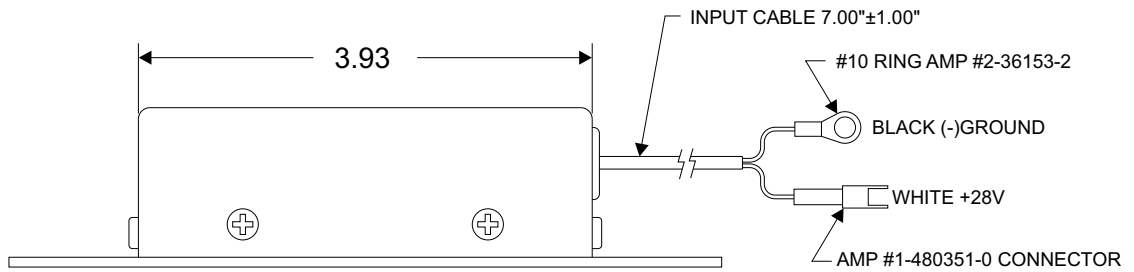 INPUT CABLE 7.00"±1.00"
3.93
#10 RING AMP #2-36153-2
BLACK (-)GROUND
WHITE +28V
AMP #1-480351-0 CONNECTOR